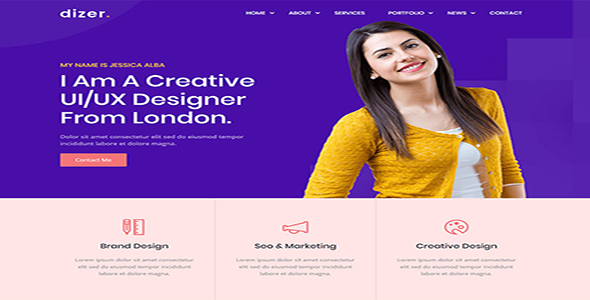 dizer.
HOME ABOUT SERVICES PORTFOLIO NEWS CONTACT
MY NAME IS JESSICA ALBA
I Am A Creative
UI/UX Designer
From London.
Dolor sit amet consectetur elit sed do eiusmod tempor
incididunt labore et dolore magna.
Contact Me
Brand Design
Lorem ipsum dolor sit amet, consectetur
sed do eiusmod tempor incididunt ut
labore et dolore magna.
Seo & Marketing
Lorem ipsum dolor sit amet, consectetur
sed do eiusmod tempor incididunt ut
labore et dolore magna.
Creative Design
Lorem ipsum dolor sit amet, consectetur
sed do eiusmod tempor incididunt ut
labore et dolore magna.